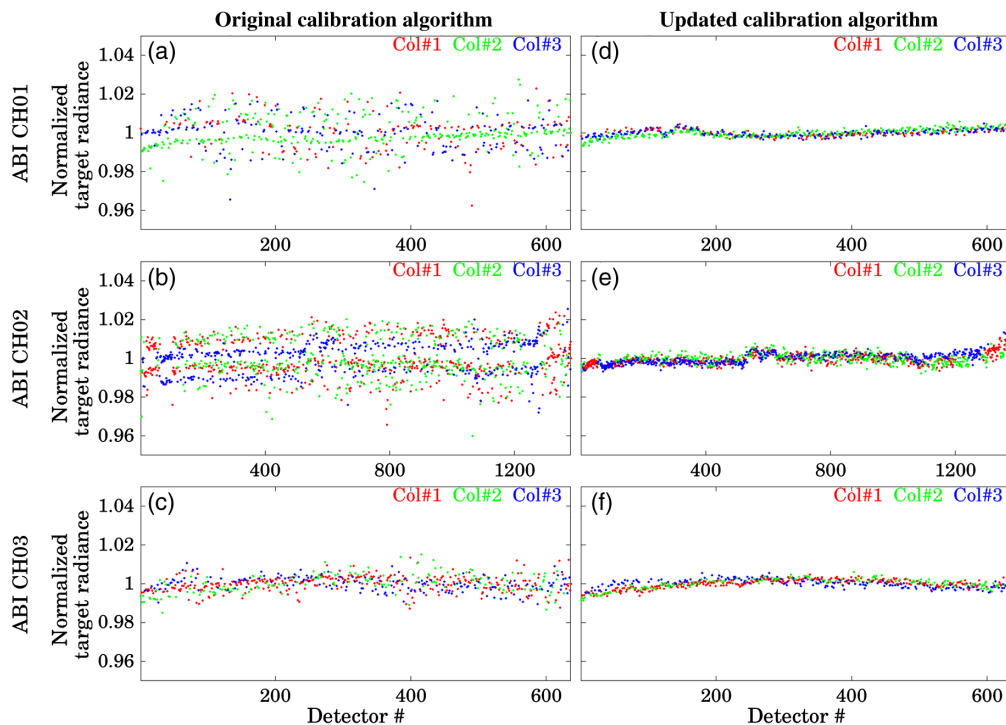 Original calibration algorithm
Updated calibration algorithm
ABI CH01
Normalized
target radiance
1.04
1.02
1
0.98
0.96
(a)
Col#1 Col#2 Col#3
200 400 600
(d)
Col#1 Col#2 Col#3
200 400 600
ABI CH02
Normalized
target radiance
1.04
1.02
1
0.98
0.96
(b)
Col#1 Col#2 Col#3
400 800 1200
(e)
Col#1 Col#2 Col#3
400 800 1200
ABI CH03
Normalized
target radiance
1.04
1.02
1
0.98
0.96
(c)
Col#1 Col#2 Col#3
200 400 600
Detector #
(f)
Col#1 Col#2 Col#3
200 400 600
Detector #